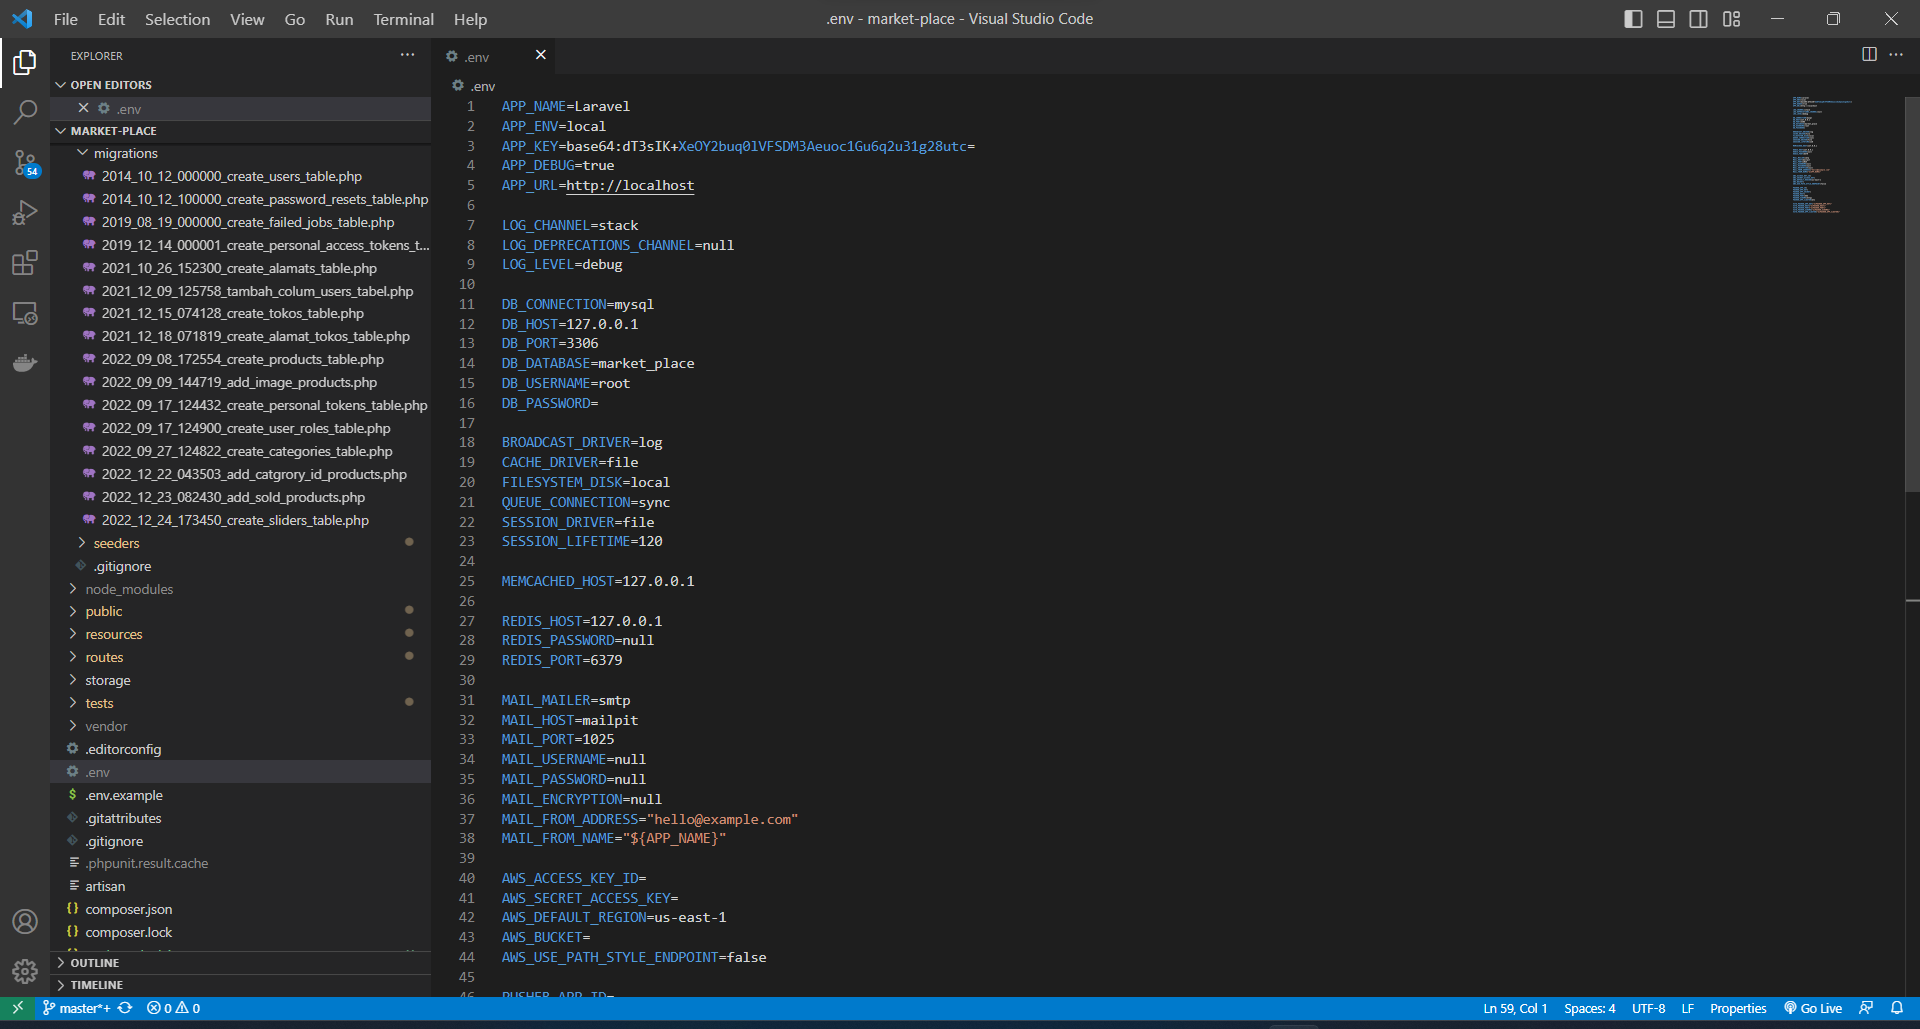 File Edit Selection View Go Run Terminal Help
.env - market-place - Visual Studio Code
EXPLORER
OPEN EDITORS
.env
MARKET-PLACE
migrations
2014_10_12_000000_create_users_table.php
2014_10_12_100000_create_password_resets_table.php
2019_08_19_000000_create_failed_jobs_table.php
2019_12_14_000001_create_personal_access_tokens_t...
2021_10_26_152300_create_alamats_table.php
2021_12_09_125758_tambah_colum_users_tabel.php
2021_12_15_074128_create_tokos_table.php
2021_12_18_071819_create_alamat_tokos_table.php
2022_09_08_172554_create_products_table.php
2022_09_09_144719_add_image_products.php
2022_09_17_124432_create_personal_tokens_table.php
2022_09_17_124900_create_user_roles_table.php
2022_09_27_124822_create_categories_table.php
2022_12_22_043503_add_catgrory_id_products.php
2022_12_23_082430_add_sold_products.php
2022_12_24_173450_create_sliders_table.php
seeders
.gitignore
node_modules
public
resources
routes
storage
tests
vendor
.editorconfig
.env
.env.example
.gitattributes
.gitignore
.phpunit.result.cache
artisan
composer.json
composer.lock
OUTLINE
TIMELINE
54
.env
.env
1 APP_NAME=Laravel
2 APP_ENV=local
3 APP_KEY=base64:dT3sIK+XeOY2buq0lVFSDM3Aeuoc1Gu6q2u31g28utc=
4 APP_DEBUG=true
5 APP_URL=http://localhost
6
7 LOG_CHANNEL=stack
8 LOG_DEPRECATIONS_CHANNEL=null
9 LOG_LEVEL=debug
10
11 DB_CONNECTION=mysql
12 DB_HOST=127.0.0.1
13 DB_PORT=3306
14 DB_DATABASE=market_place
15 DB_USERNAME=root
16 DB_PASSWORD=
17
18 BROADCAST_DRIVER=log
19 CACHE_DRIVER=file
20 FILESYSTEM_DISK=local
21 QUEUE_CONNECTION=sync
22 SESSION_DRIVER=file
23 SESSION_LIFETIME=120
24
25 MEMCACHED_HOST=127.0.0.1
26
27 REDIS_HOST=127.0.0.1
28 REDIS_PASSWORD=null
29 REDIS_PORT=6379
30
31 MAIL_MAILER=smtp
32 MAIL_HOST=mailpit
33 MAIL_PORT=1025
34 MAIL_USERNAME=null
35 MAIL_PASSWORD=null
36 MAIL_ENCRYPTION=null
37 MAIL_FROM_ADDRESS="hello@example.com"
38 MAIL_FROM_NAME="${APP_NAME}"
39
40 AWS_ACCESS_KEY_ID=
41 AWS_SECRET_ACCESS_KEY=
42 AWS_DEFAULT_REGION=us-east-1
43 AWS_BUCKET=
44 AWS_USE_PATH_STYLE_ENDPOINT=false
45
46 PUSHER_APP_ID=
master*+ 0 0
Ln 59, Col 1 Spaces: 4 UTF-8 LF Properties Go Live